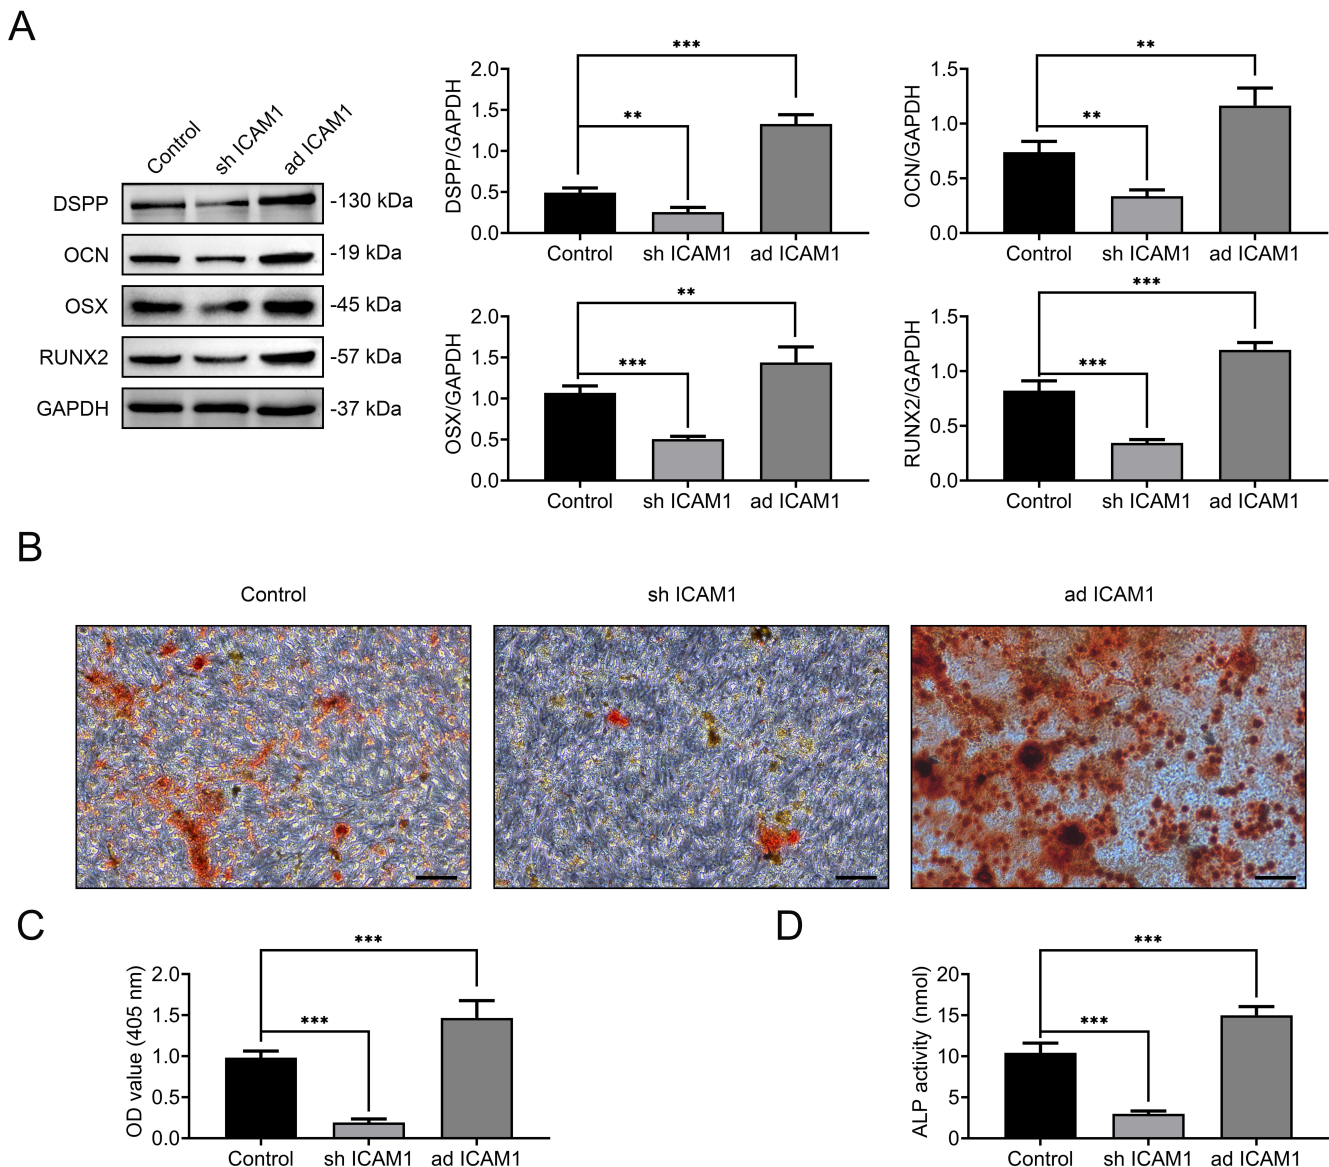 A
Control
sh ICAM1
ad ICAM1
DSPP
-130 kDa
OCN
-19 kDa
OSX
-45 kDa
RUNX2
-57 kDa
GAPDH
-37 kDa
DSPP/GAPDH
2.0
1.5
1.0
0.5
0.0
***
**
Control sh ICAM1 ad ICAM1
OCN/GAPDH
1.5
1.0
0.5
0.0
**
**
Control sh ICAM1 ad ICAM1
OSX/GAPDH
2.0
1.5
1.0
0.5
0.0
**
***
Control sh ICAM1 ad ICAM1
RUNX2/GAPDH
1.5
1.0
0.5
0.0
***
***
Control sh ICAM1 ad ICAM1
B
Control
sh ICAM1
ad ICAM1
C
OD value (405 nm)
2.0
1.5
1.0
0.5
0.0
***
***
Control sh ICAM1 ad ICAM1
D
ALP activity (nmol)
20
15
10
5
0
***
***
Control sh ICAM1 ad ICAM1